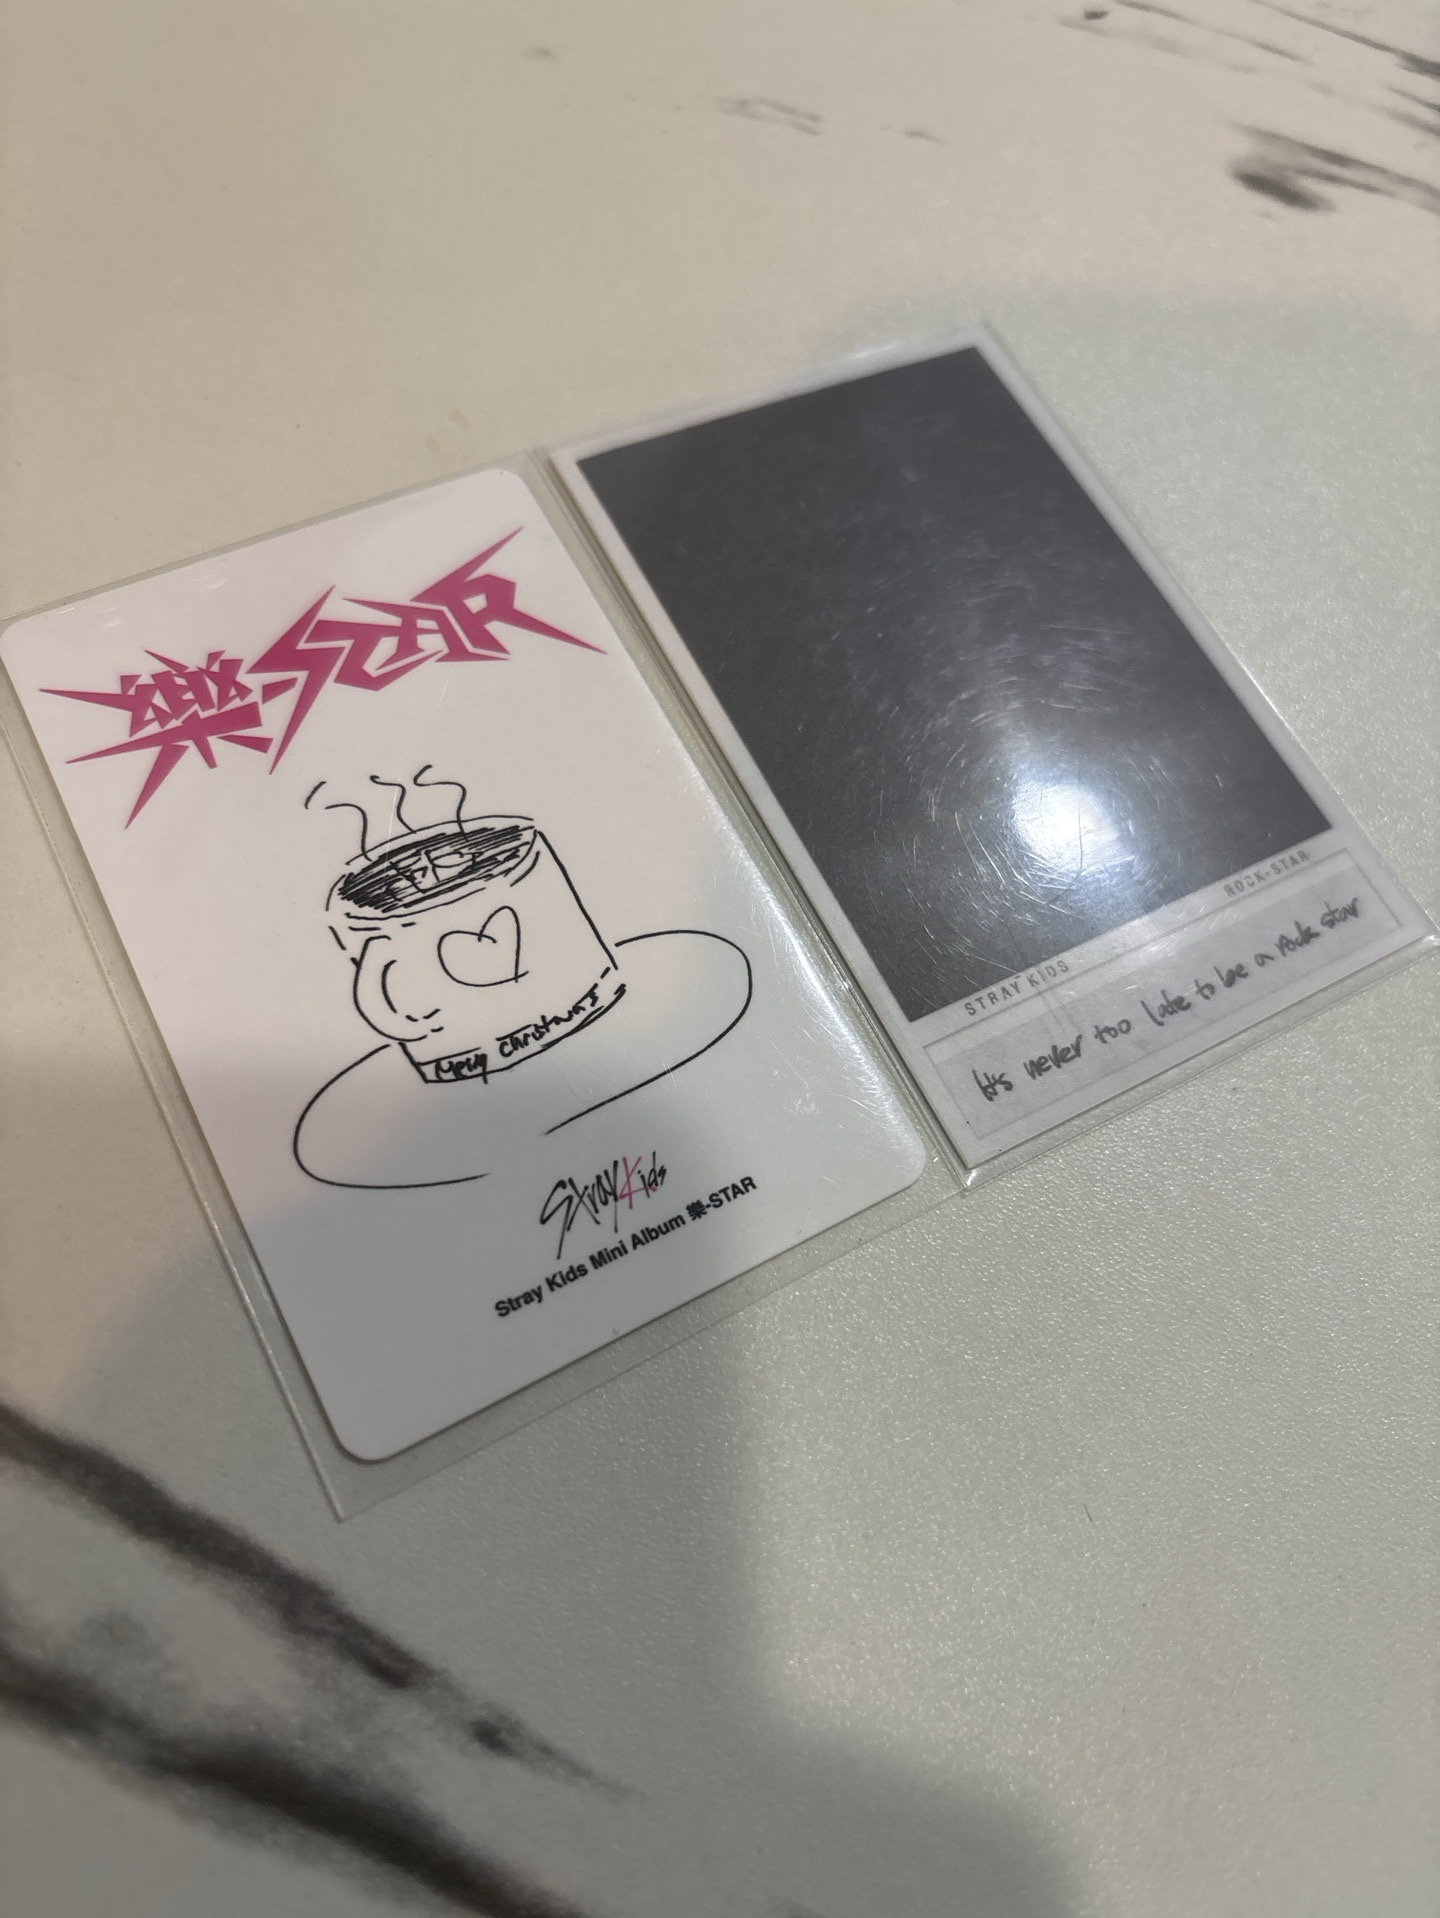 樂-STAR
Merry Christmas
Stray Kids
Stray Kids Mini Album 樂-STAR
STRAY KIDS
ROCK-STAR
It's never too late to be a rock star